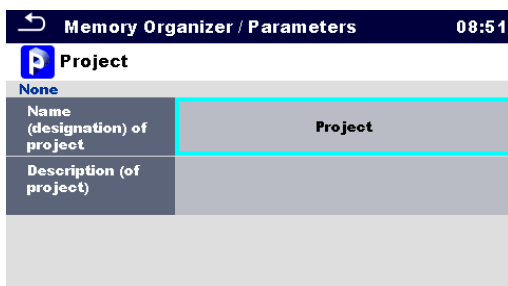 Memory Organizer / Parameters 08:51
Project
None
Name
(designation) of
project
Project
Description (of
project)